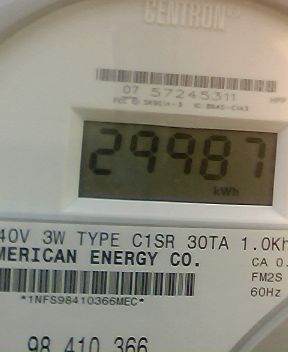 CENTRON®
07 57245311
29987
kWh
40V 3W TYPE C1SR 30TA 1.0Kh
MERICAN ENERGY CO.
CA 0.
FM2S
60Hz
*1NFS98410366MEC*
98 410 366